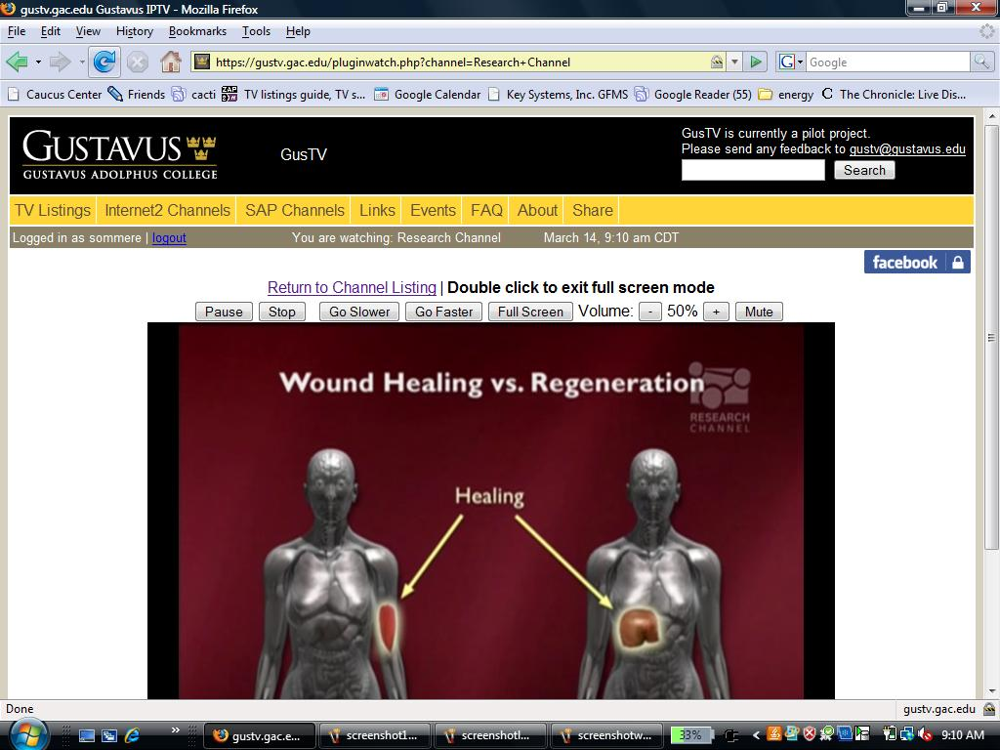 gustv.gac.edu Gustavus IPTV - Mozilla Firefox
File Edit View History Bookmarks Tools Help
https://gustv.gac.edu/pluginwatch.php?channel=Research+Channel
G Google
Caucus Center Friends cacti ZAP 2it TV listings guide, TV s... Google Calendar Key Systems, Inc. GFMS Google Reader (55) energy C The Chronicle: Live Dis...
GUSTAVUS
GUSTAVUS ADOLPHUS COLLEGE
GusTV
GusTV is currently a pilot project.
Please send any feedback to gustv@gustavus.edu
Search
TV Listings Internet2 Channels SAP Channels Links Events FAQ About Share
Logged in as sommere | logout You are watching: Research Channel March 14, 9:10 am CDT
facebook
Return to Channel Listing | Double click to exit full screen mode
Pause Stop Go Slower Go Faster Full Screen Volume: - 50% + Mute
Wound Healing vs. Regeneration
RESEARCH
CHANNEL
Healing
Done gustv.gac.edu
gustv.gac.e... screenshot1... screenshotl... screenshotw... 33% 9:10 AM